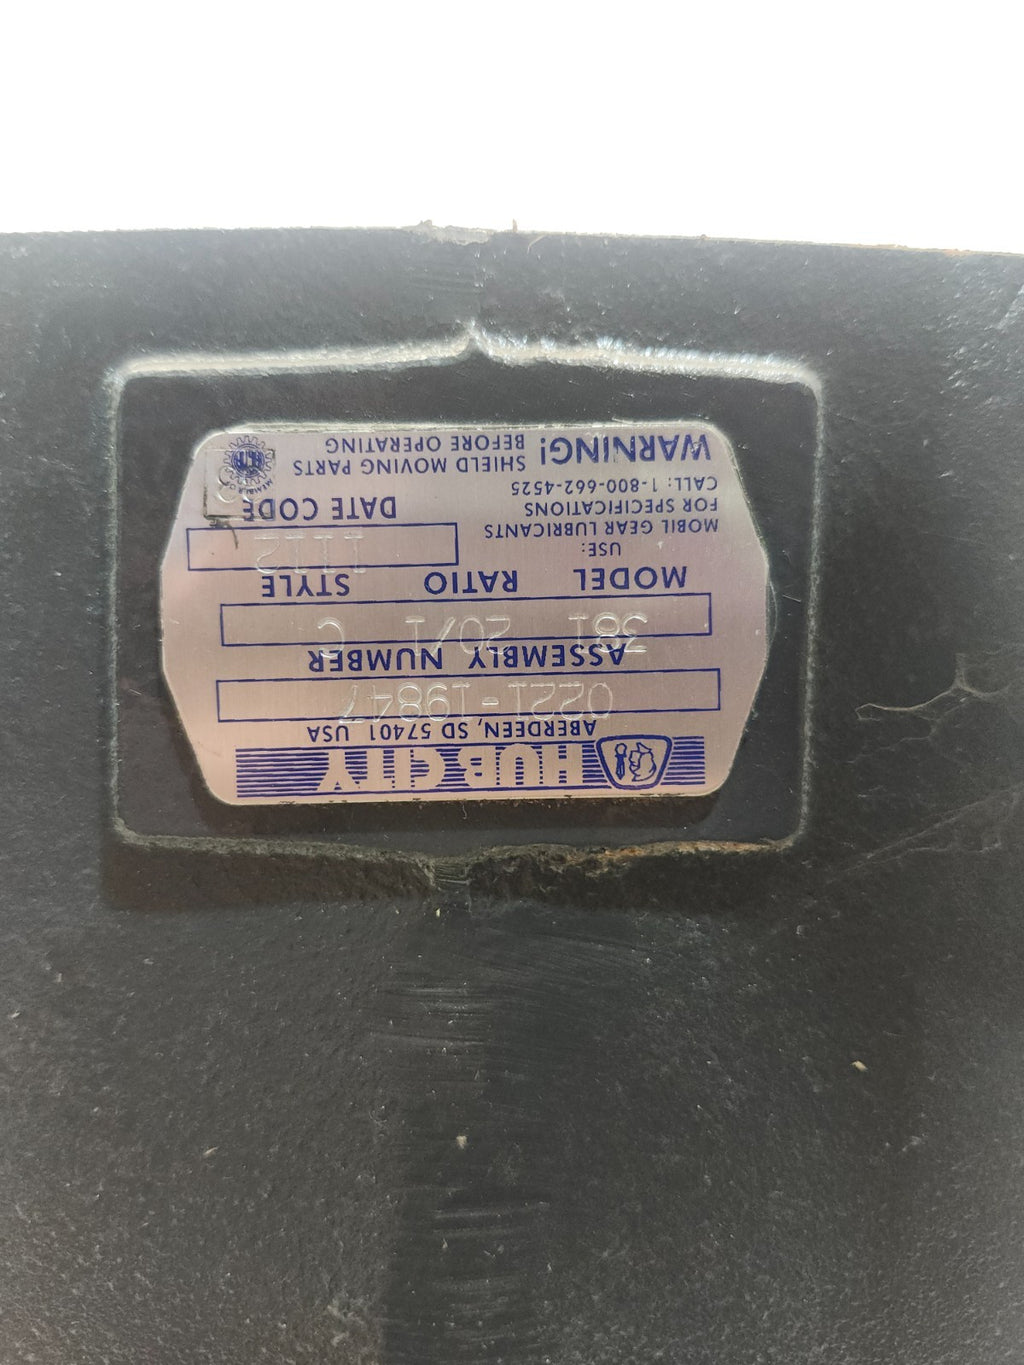 HUB CITY
ABERDEEN, SD 57401 USA
0221-19847
ASSEMBLY NUMBER
381 20/1 C
MODEL RATIO STYLE
USE:
MOBIL GEAR LUBRICANTS
FOR SPECIFICATIONS
CALL: 1-800-662-4525
1112
DATE CODE
WARNING! SHIELD MOVING PARTS
BEFORE OPERATING